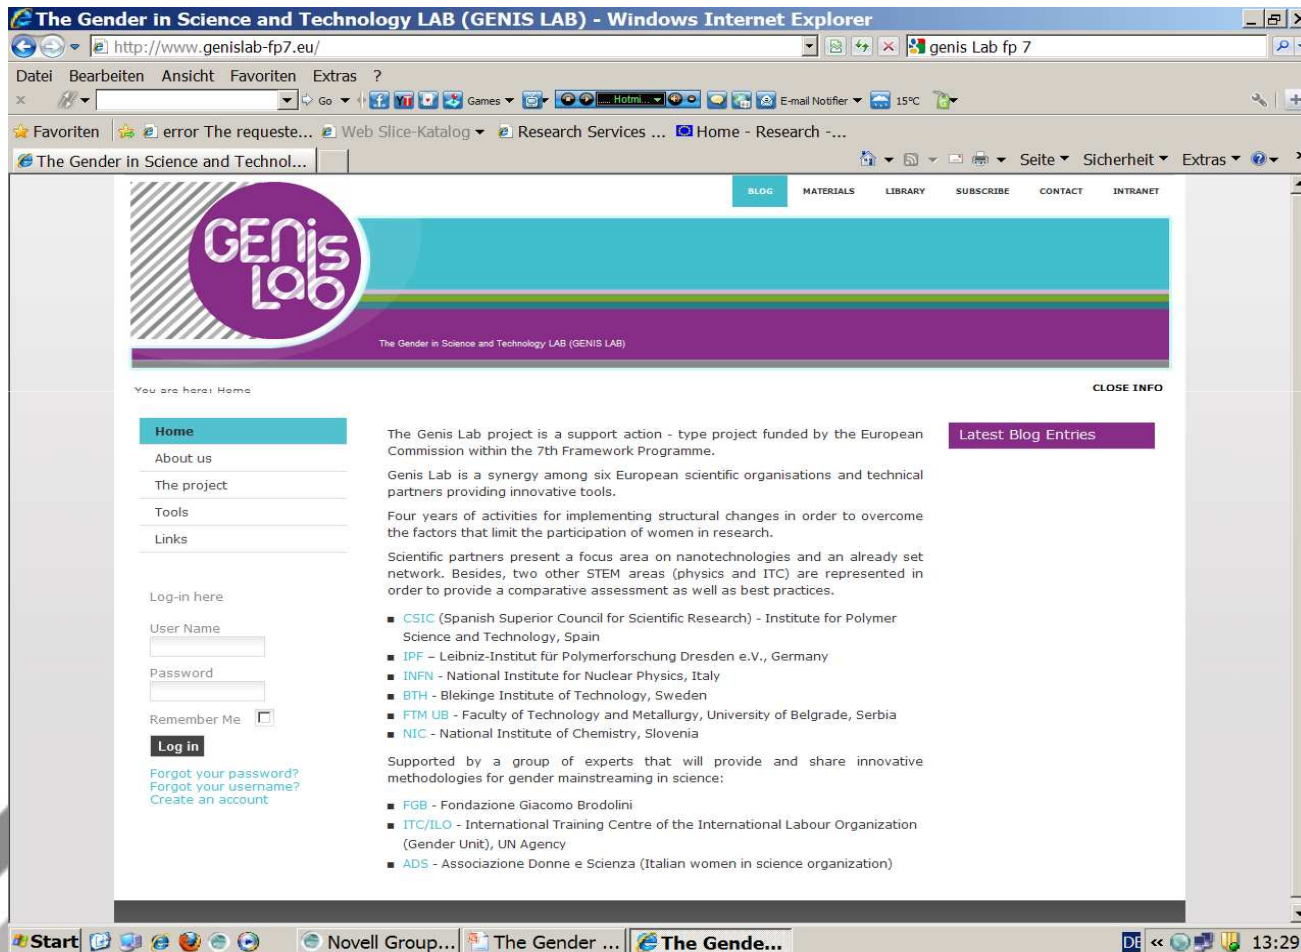 The Gender in Science and Technology LAB (GENIS LAB) - Windows Internet Explorer
http://www.genislab-fp7.eu/
genis Lab fp 7
Datei Bearbeiten Ansicht Favoriten Extras ?
Go
Games
Hotmi...
E-mail Notifier
15°C
Favoriten
error The requeste...
Web Slice-Katalog
Research Services ...
Home - Research -...
The Gender in Science and Technol...
Seite Sicherheit Extras
BLOG MATERIALS LIBRARY SUBSCRIBE CONTACT INTRANET
GENis
Lab
The Gender in Science and Technology LAB (GENIS LAB)
You are here: Home
CLOSE INFO
Home
About us
The project
Tools
Links
Log-in here
User Name
Password
Remember Me
Log in
Forgot your password?
Forgot your username?
Create an account
The Genis Lab project is a support action - type project funded by the European
Commission within the 7th Framework Programme.
Genis Lab is a synergy among six European scientific organisations and technical
partners providing innovative tools.
Four years of activities for implementing structural changes in order to overcome
the factors that limit the participation of women in research.
Scientific partners present a focus area on nanotechnologies and an already set
network. Besides, two other STEM areas (physics and ITC) are represented in
order to provide a comparative assessment as well as best practices.
■ CSIC (Spanish Superior Council for Scientific Research) - Institute for Polymer
Science and Technology, Spain
■ IPF – Leibniz-Institut für Polymerforschung Dresden e.V., Germany
■ INFN - National Institute for Nuclear Physics, Italy
■ BTH - Blekinge Institute of Technology, Sweden
■ FTM UB - Faculty of Technology and Metallurgy, University of Belgrade, Serbia
■ NIC - National Institute of Chemistry, Slovenia
Supported by a group of experts that will provide and share innovative
methodologies for gender mainstreaming in science:
■ FGB - Fondazione Giacomo Brodolini
■ ITC/ILO - International Training Centre of the International Labour Organization
(Gender Unit), UN Agency
■ ADS - Associazione Donne e Scienza (Italian women in science organization)
Latest Blog Entries
Start
Novell Group...
The Gender ...
The Gende...
DE
13:29